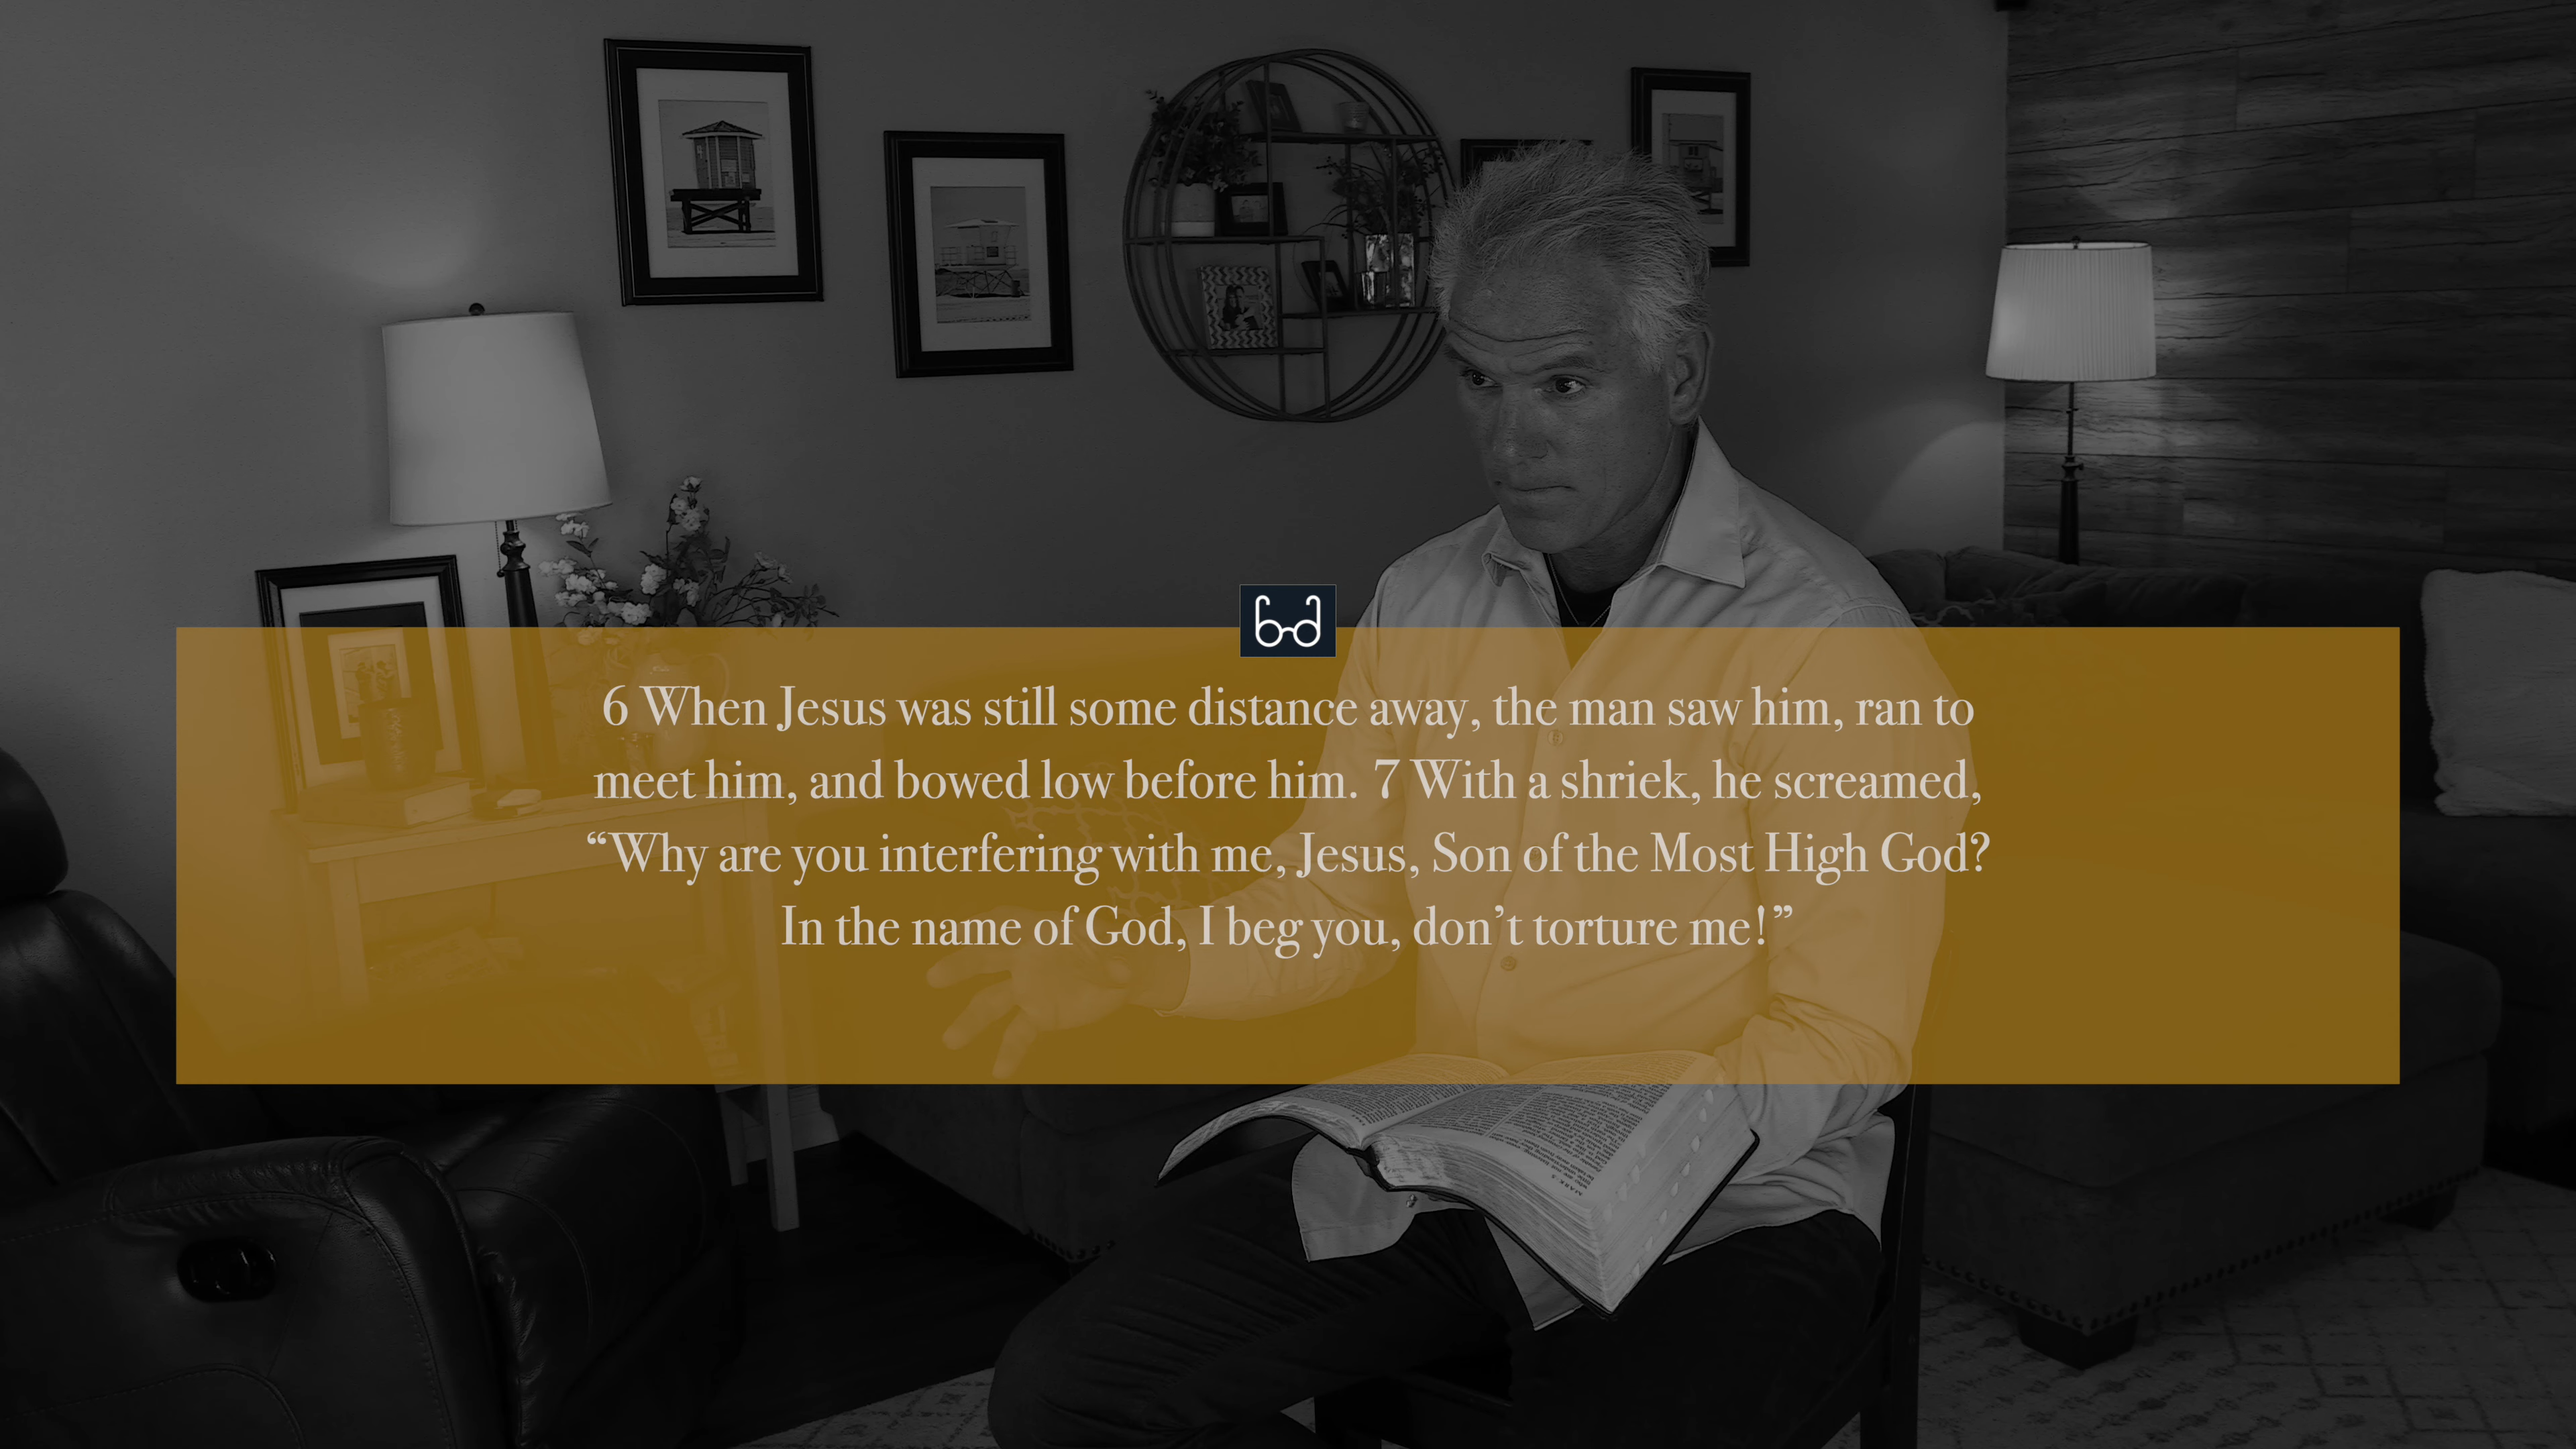 6 When Jesus was still some distance away, the man saw him, ran to
meet him, and bowed low before him. 7 With a shriek, he screamed,
“Why are you interfering with me, Jesus, Son of the Most High God?
In the name of God, I beg you, don’t torture me!”
MARK 5